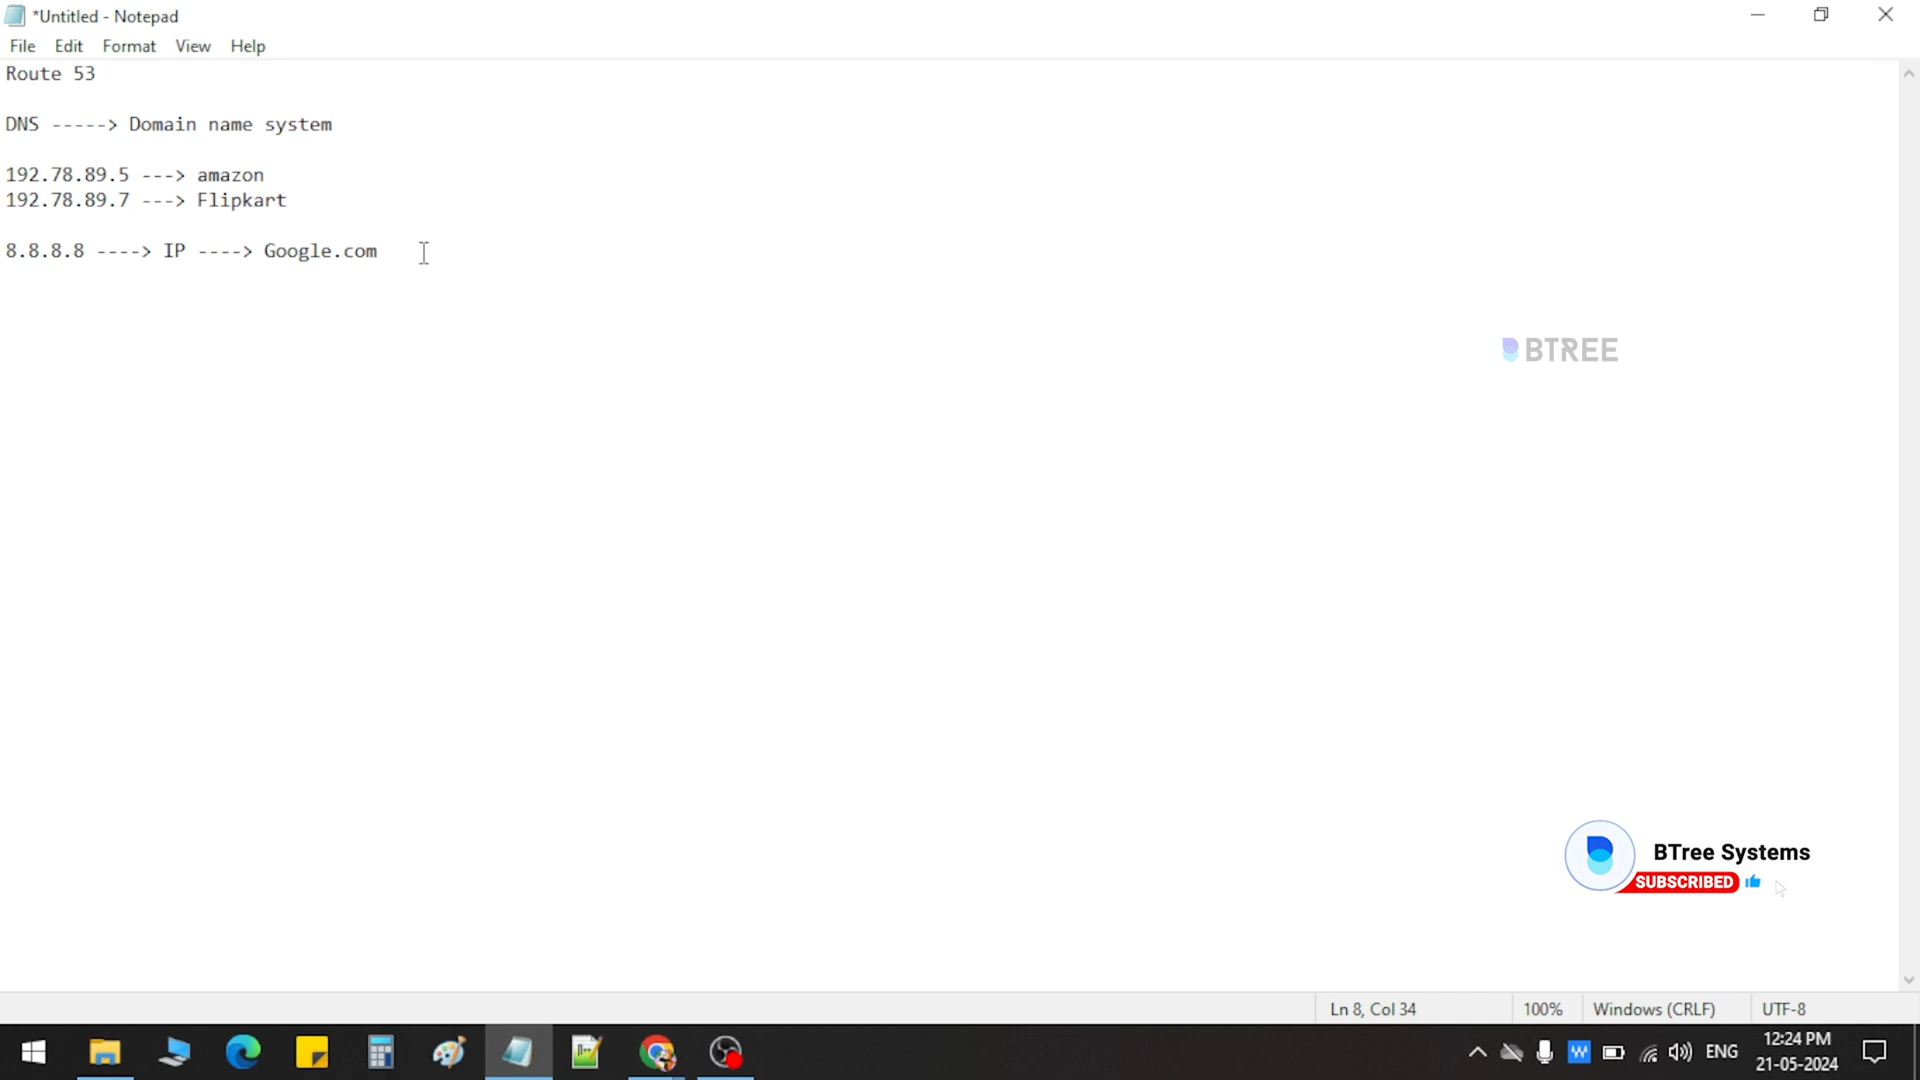 *Untitled - Notepad
File Edit Format View Help
Route 53
DNS -----> Domain name system
192.78.89.5 ---> amazon
192.78.89.7 ---> Flipkart
8.8.8.8 ----> IP ----> Google.com
BTREE
BTree Systems
SUBSCRIBED
Ln 8, Col 34 100% Windows (CRLF) UTF-8
W ENG 12:24 PM
21-05-2024